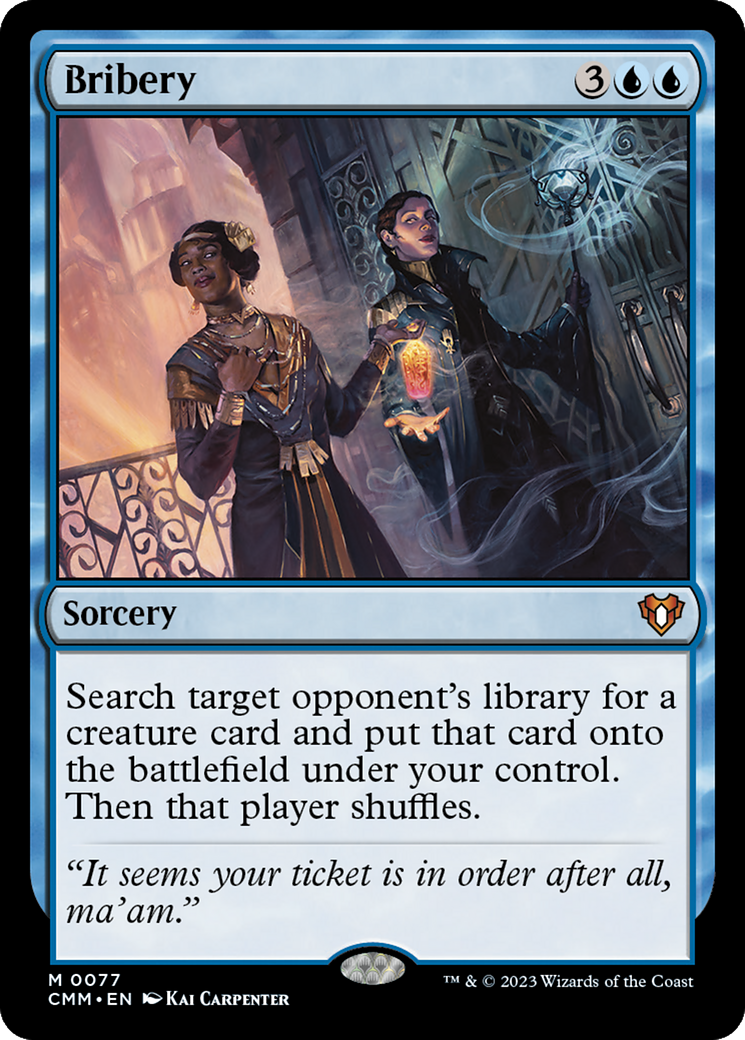 Bribery 3
Sorcery
Search target opponent's library for a
creature card and put that card onto
the battlefield under your control.
Then that player shuffles.
“It seems your ticket is in order after all,
ma'am.”
M 0077
CMM • EN Kai Carpenter
™ & © 2023 Wizards of the Coast